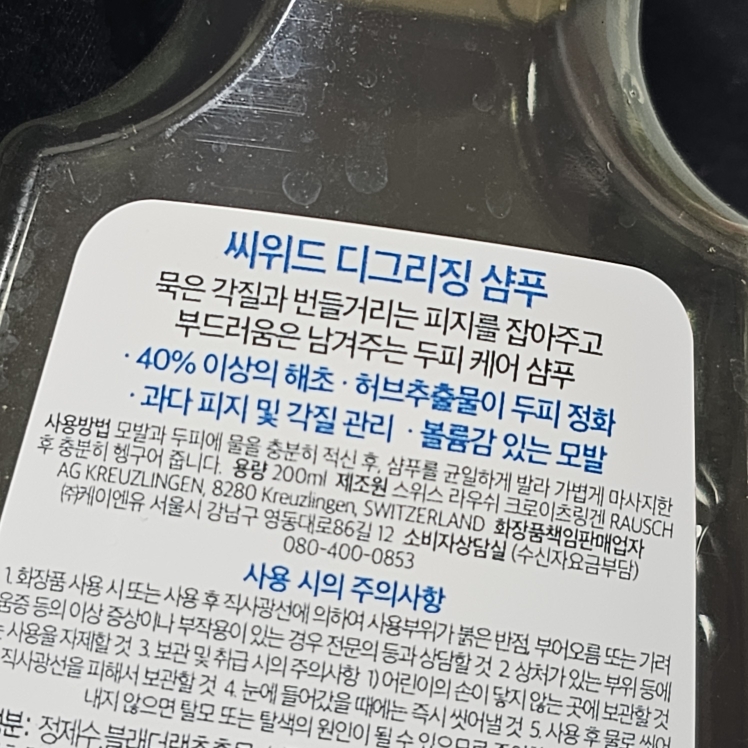 씨위드 디그리징 샴푸
묵은 각질과 번들거리는 피지를 잡아주고
부드러움은 남겨주는 두피 케어 샴푸
· 40% 이상의 해초 · 허브추출물이 두피 정화
· 과다 피지 및 각질 관리 · 볼륨감 있는 모발
사용방법 모발과 두피에 물을 충분히 적신 후, 샴푸를 균일하게 발라 가볍게 마사지한
후 충분히 헹구어 줍니다. 용량 200ml 제조원 스위스 라우쉬 크로이츠링겐 RAUSCH
AG KREUZLINGEN, 8280 Kreuzlingen, SWITZERLAND 화장품책임판매업자
㈜케이엔유 서울시 강남구 영동대로86길 12 소비자상담실 (수신자요금부담)
080-400-0853
사용 시의 주의사항
1. 화장품 사용 시 또는 사용 후 직사광선에 의하여 사용부위가 붉은 반점, 부어오름 또는 가려
움증 등의 이상 증상이나 부작용이 있는 경우 전문의 등과 상담할 것 2. 상처가 있는 부위 등에
는 사용을 자제할 것 3. 보관 및 취급 시의 주의사항 1) 어린이의 손이 닿지 않는 곳에 보관할 것
직사광선을 피해서 보관할 것 4. 눈에 들어갔을 때에는 즉시 씻어낼 것 5. 사용 후 물로 씻어
내지 않으면 탈모 또는 탈색의 원인이 될 수 있으므로
정제수,